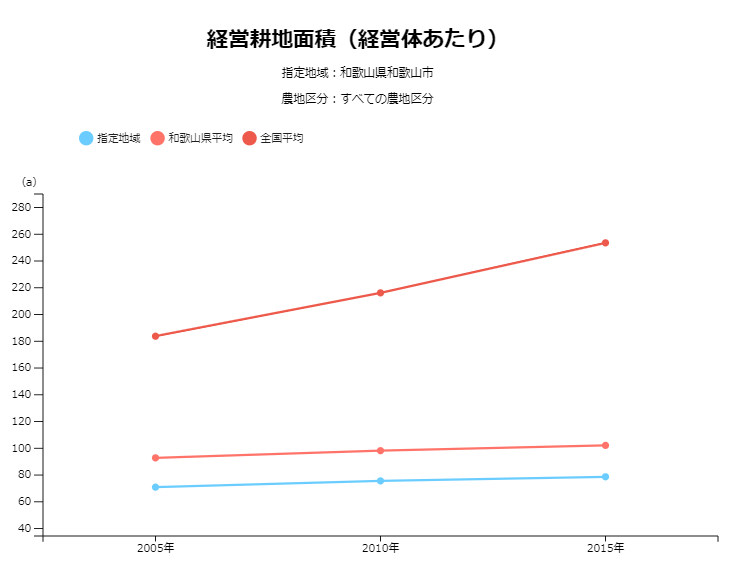 経営耕地面積（経営体あたり）
指定地域：和歌山県和歌山市
農地区分：すべての農地区分
指定地域 和歌山県平均 全国平均
（a）
280
260
240
220
200
180
160
140
120
100
80
60
40
2005年 2010年 2015年